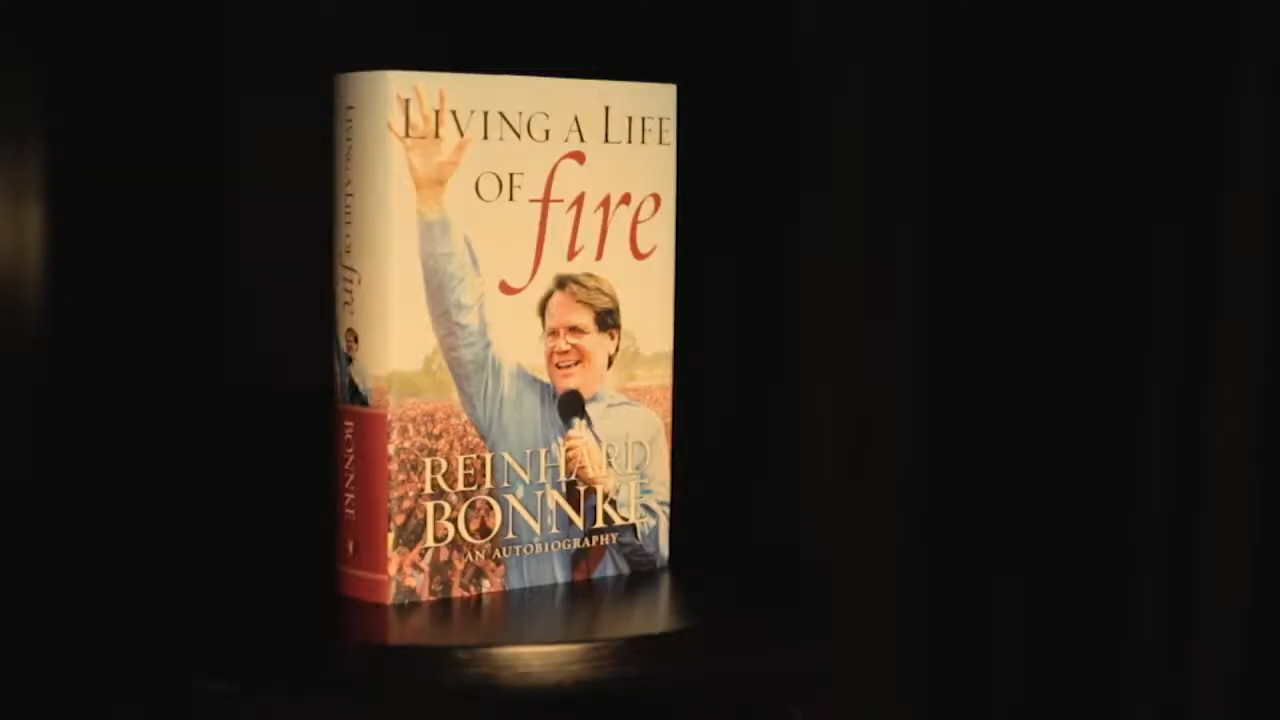 LIVING A LIFE
OF fire
REINHARD
BONNKE
AN AUTOBIOGRAPHY
LIVING A LIFE OF fire
BONNKE